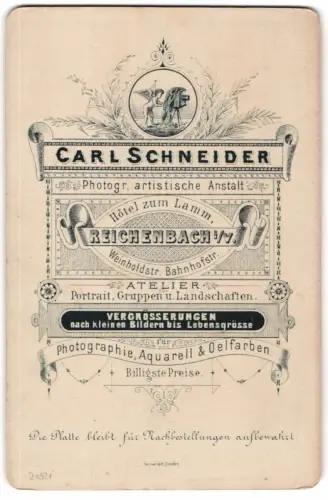 CARL SCHNEIDER
Photogr. artistische Anstalt
Hôtel zum Lamm,
REICHENBACH i/V.
Weinholdstr. Bahnhofstr.
ATELIER
Portrait, Gruppen u. Landschaften.
VERGRÖSSERUNGEN
nach kleinen Bildern bis Lebensgrösse
für
Photographie, Aquarell & Oelfarben
Billigste Preise.
Die Platte bleibt für Nachbestellungen aufbewahrt